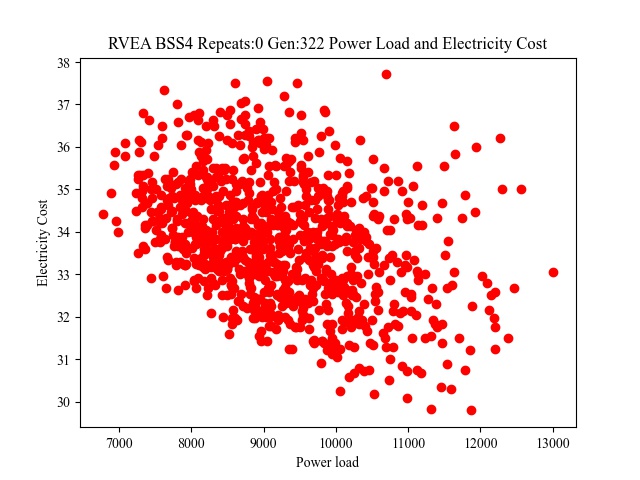 RVEA BSS4 Repeats:0 Gen:322 Power Load and Electricity Cost
38
37
36
35
34
33
32
31
30
Electricity Cost
7000 8000 9000 10000 11000 12000 13000
Power load